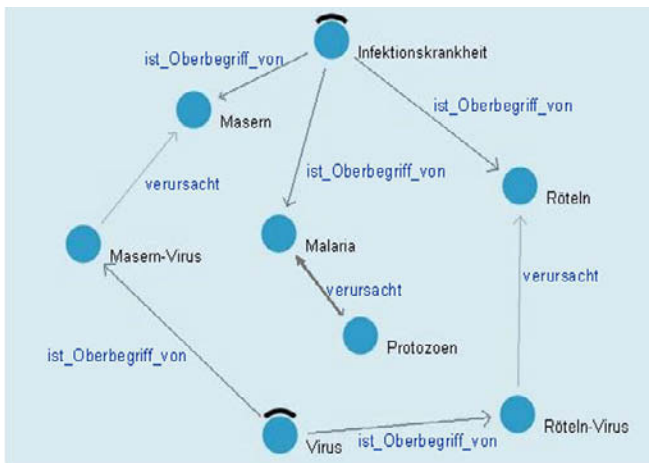 Infektionskrankheit
ist_Oberbegriff_von
ist_Oberbegriff_von
Masern
ist_Oberbegriff_von
verursacht
Röteln
Malaria
Masern-Virus
verursacht
verursacht
Protozoen
ist_Oberbegriff_von
Röteln-Virus
ist_Oberbegriff_von
Virus